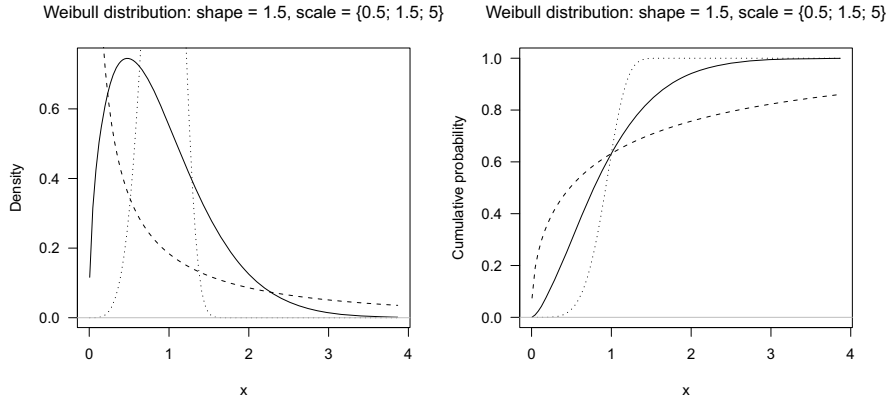 Weibull distribution: shape = 1.5, scale = {0.5; 1.5; 5}
Density
0.6
0.4
0.2
0.0
0 1 2 3 4
x
Weibull distribution: shape = 1.5, scale = {0.5; 1.5; 5}
Cumulative probability
1.0
0.8
0.6
0.4
0.2
0.0
0 1 2 3 4
x